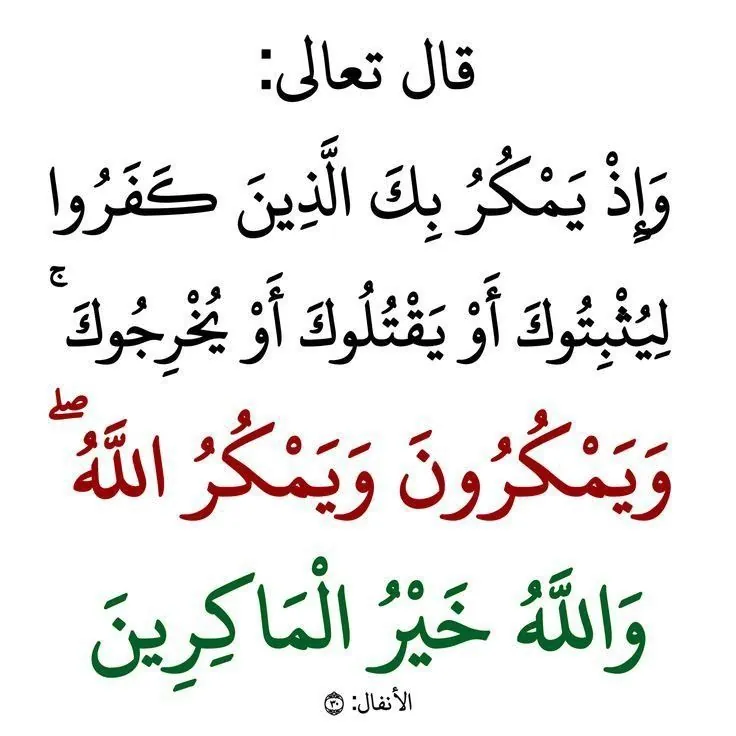 قال تعالى:
وَإِذْ يَمْكُرُ بِكَ الَّذِينَ كَفَرُوا
لِيُثْبِتُوكَ أَوْ يَقْتُلُوكَ أَوْ يُخْرِجُوكَ ۚ
وَيَمْكُرُونَ وَيَمْكُرُ اللَّهُ ۖ
وَاللَّهُ خَيْرُ الْمَاكِرِينَ
الأنفال: ۝٣٠